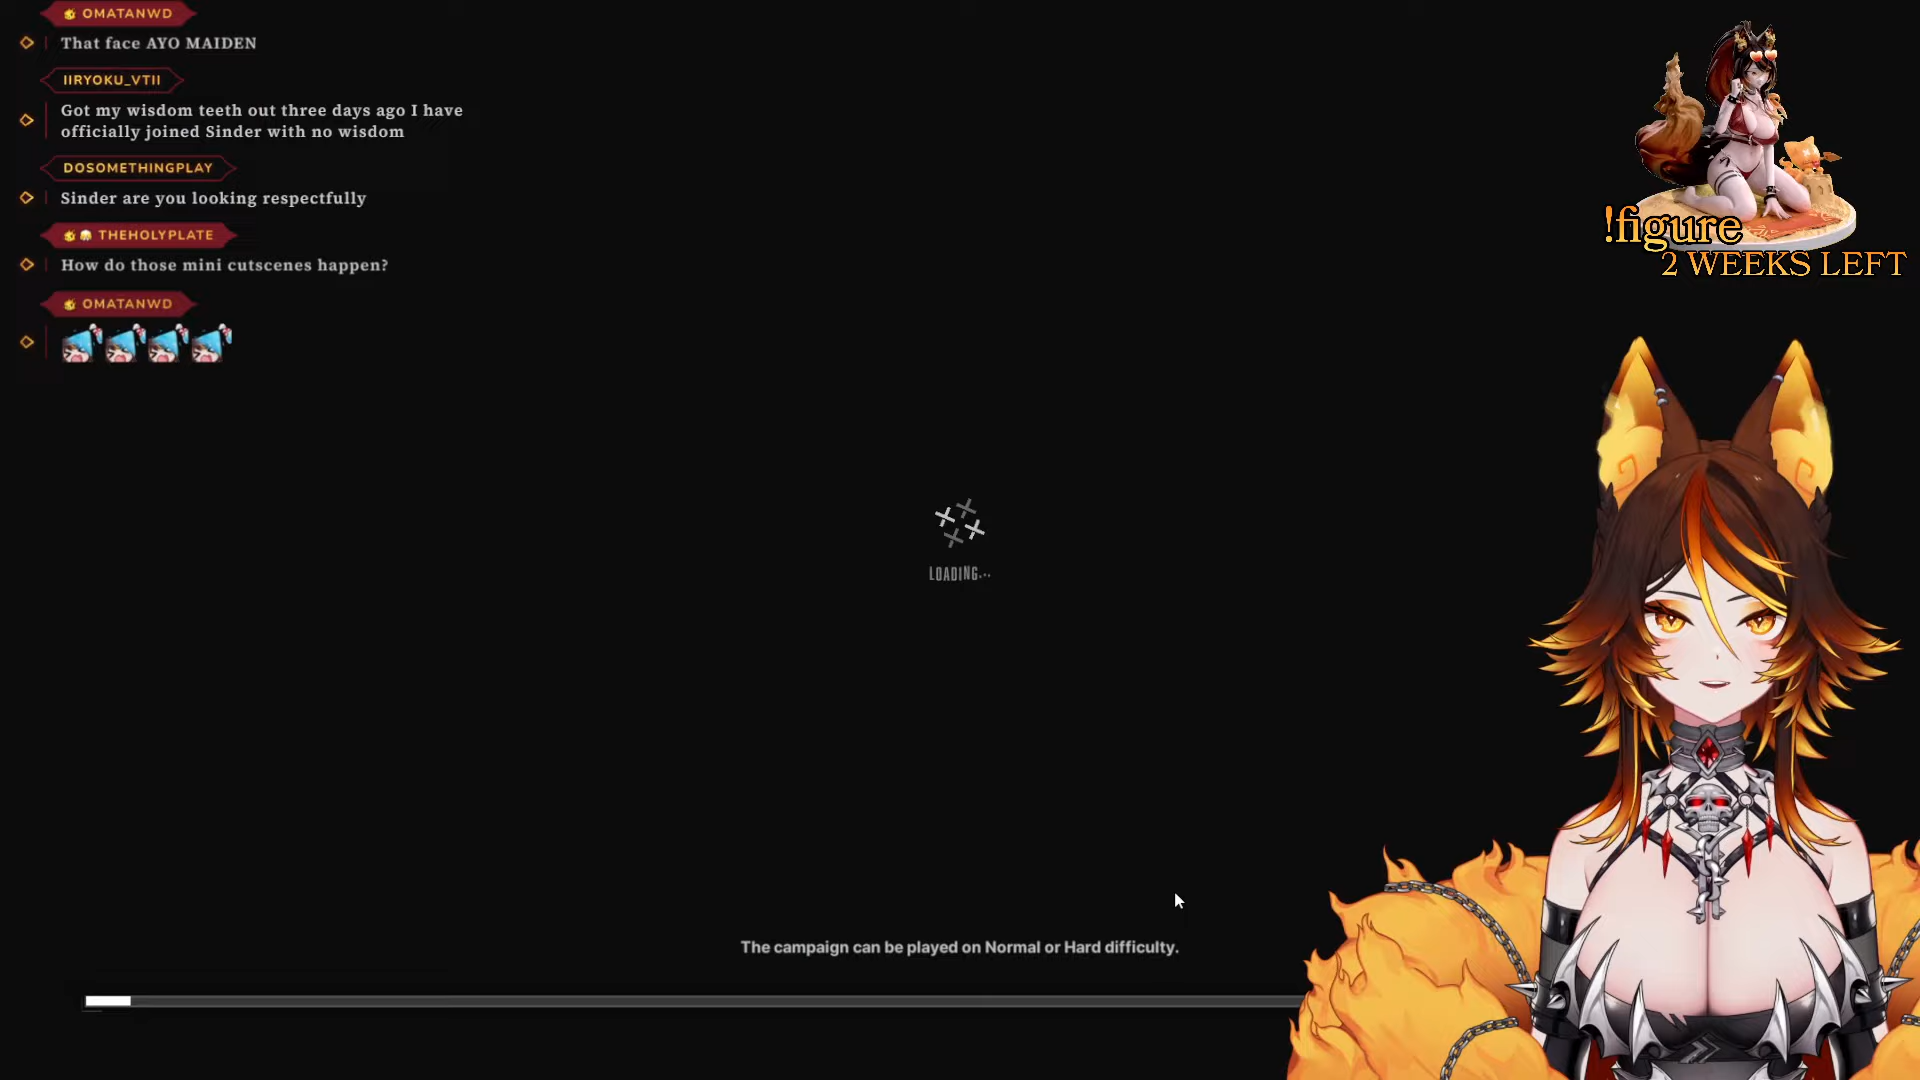 OMATANWD
That face AYO MAIDEN
IIRYOKU_VTII
Got my wisdom teeth out three days ago I have
officially joined Sinder with no wisdom
DOSOMETHINGPLAY
Sinder are you looking respectfully
THEHOLYPLATE
How do those mini cutscenes happen?
OMATANWD
!figure
2 WEEKS LEFT
LOADING...
The campaign can be played on Normal or Hard difficulty.